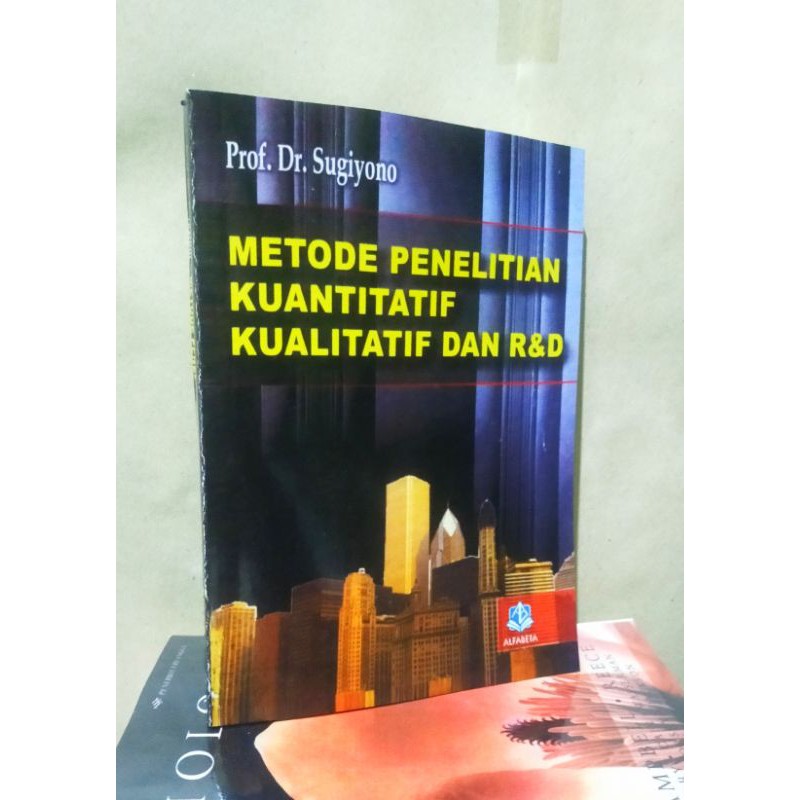 Prof. Dr. Sugiyono
METODE PENELITIAN
KUANTITATIF
KUALITATIF DAN R&D
ALFABETA